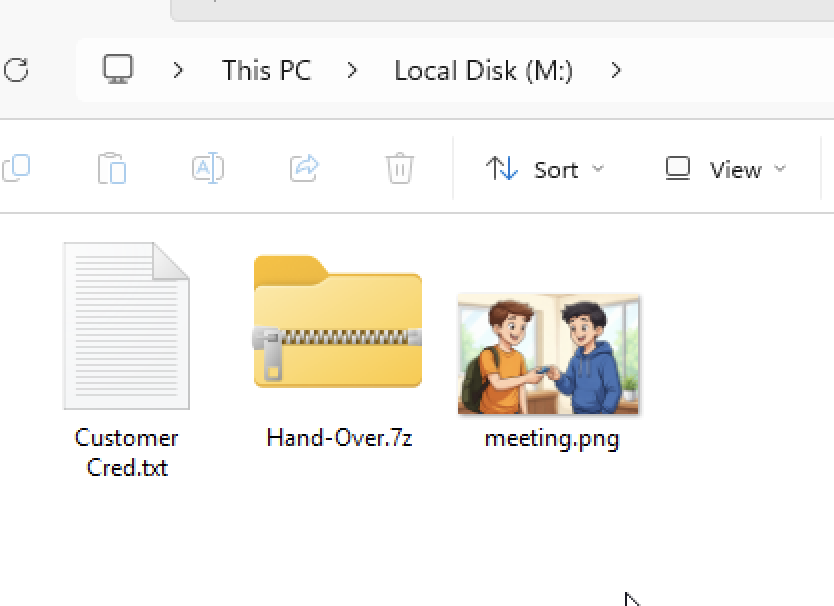 This PC
Local Disk (M:)
Sort
View
Customer
Cred.txt
Hand-Over.7z
meeting.png